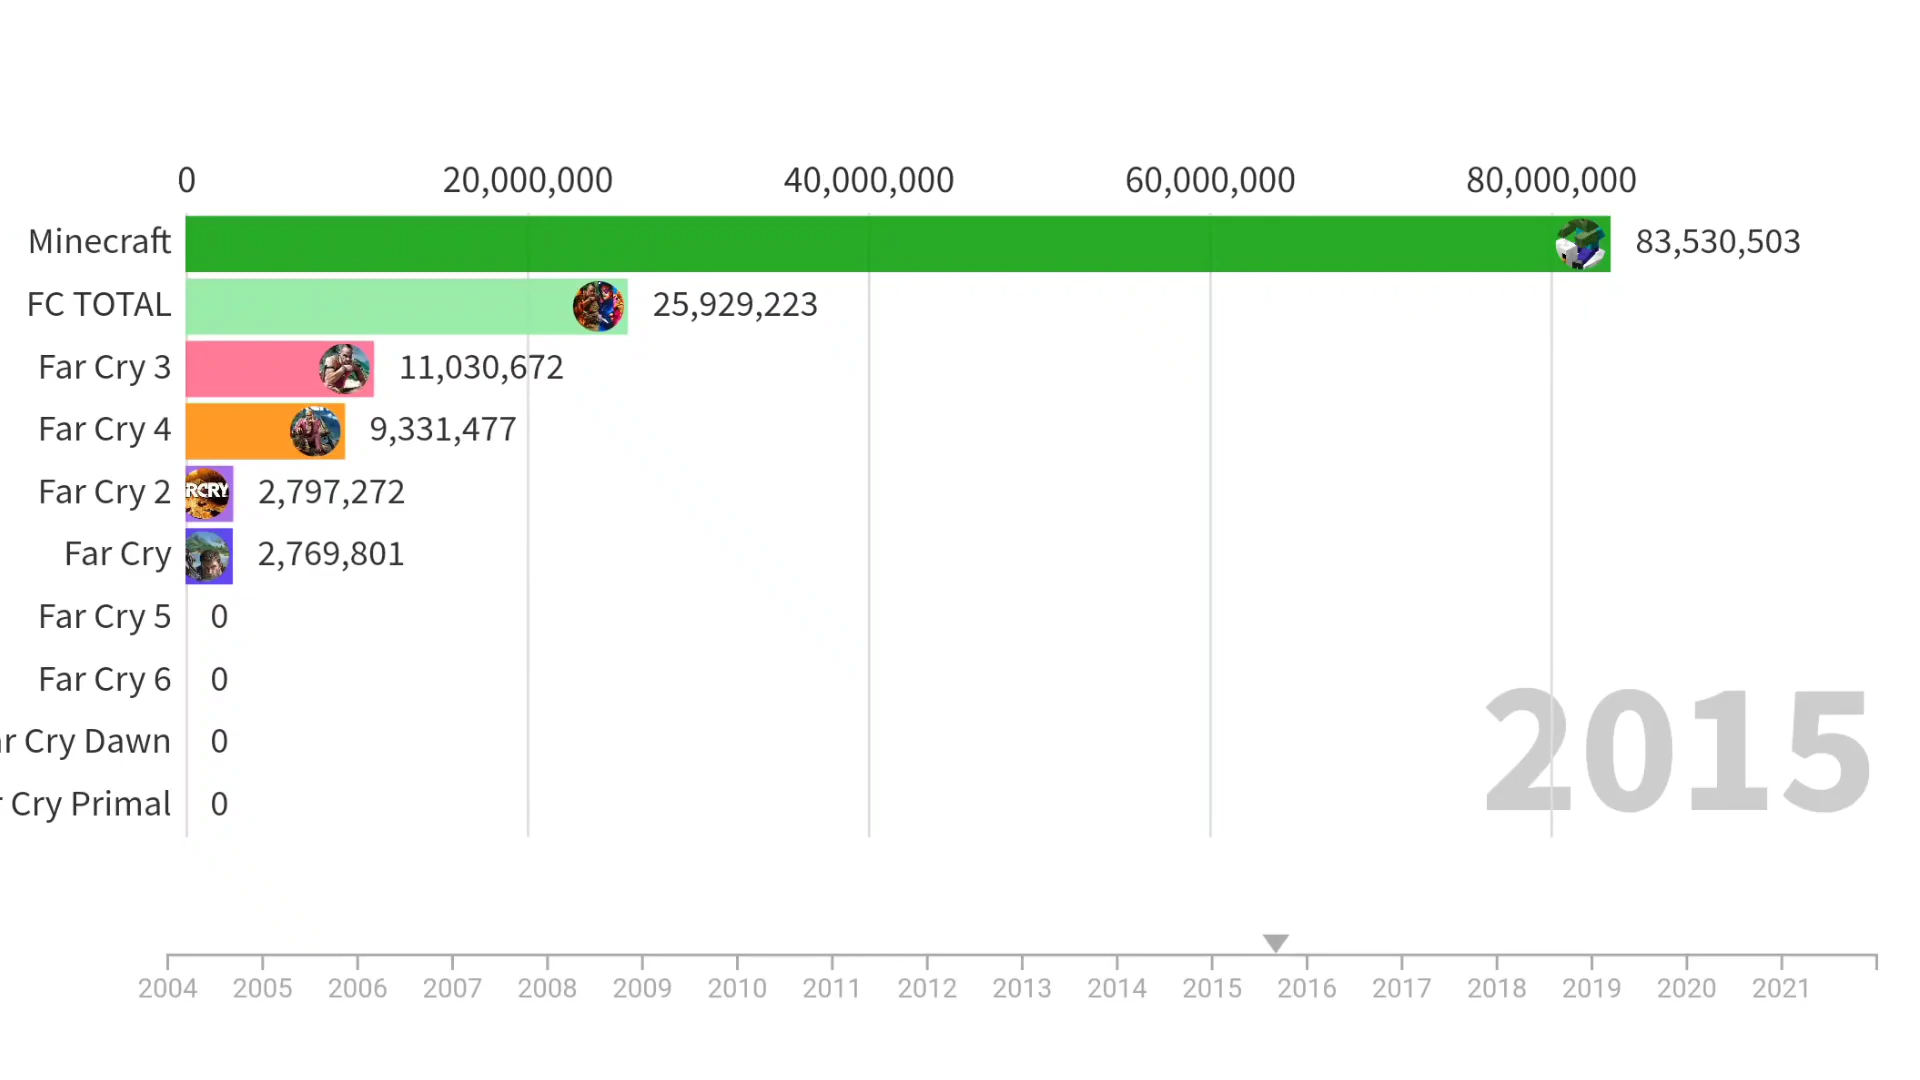 0 20,000,000 40,000,000 60,000,000 80,000,000
Minecraft 83,530,503
FC TOTAL 25,929,223
Far Cry 3 11,030,672
Far Cry 4 9,331,477
Far Cry 2 RCRY 2,797,272
Far Cry 2,769,801
Far Cry 5 0
Far Cry 6 0
r Cry Dawn 0
Cry Primal 0
2015
2004 2005 2006 2007 2008 2009 2010 2011 2012 2013 2014 2015 2016 2017 2018 2019 2020 2021